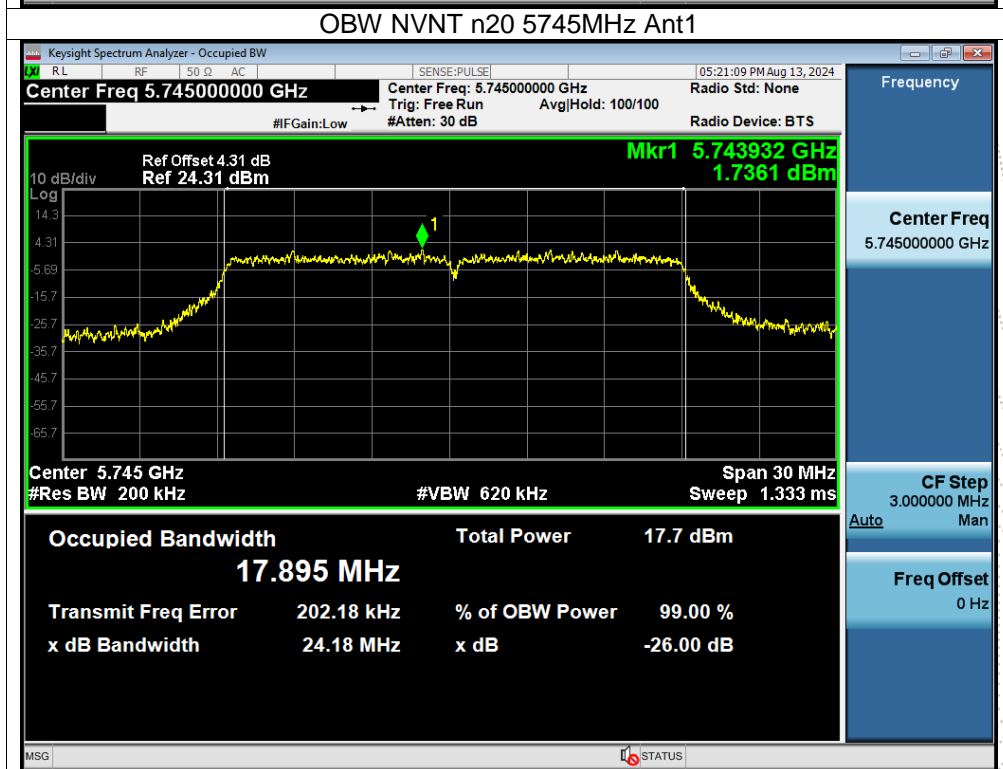 OBW NVNT n20 5745MHz Ant1
Keysight Spectrum Analyzer - Occupied BW
LXI RL RF 50 Ω AC SENSE:PULSE 05:21:09 PM Aug 13, 2024
Center Freq 5.745000000 GHz
Center Freq: 5.745000000 GHz
Radio Std: None
Trig: Free Run Avg|Hold: 100/100
#IFGain:Low #Atten: 30 dB Radio Device: BTS
Frequency
Mkr1 5.743932 GHz
1.7361 dBm
Ref Offset 4.31 dB
10 dB/div Ref 24.31 dBm
Log
14.3
4.31
-5.69
-15.7
-25.7
-35.7
-45.7
-55.7
-65.7
1
Center 5.745 GHz Span 30 MHz
#Res BW 200 kHz #VBW 620 kHz Sweep 1.333 ms
Occupied Bandwidth Total Power 17.7 dBm
17.895 MHz
Transmit Freq Error 202.18 kHz % of OBW Power 99.00 %
x dB Bandwidth 24.18 MHz x dB -26.00 dB
Center Freq
5.745000000 GHz
CF Step
3.000000 MHz
Auto Man
Freq Offset
0 Hz
MSG STATUS